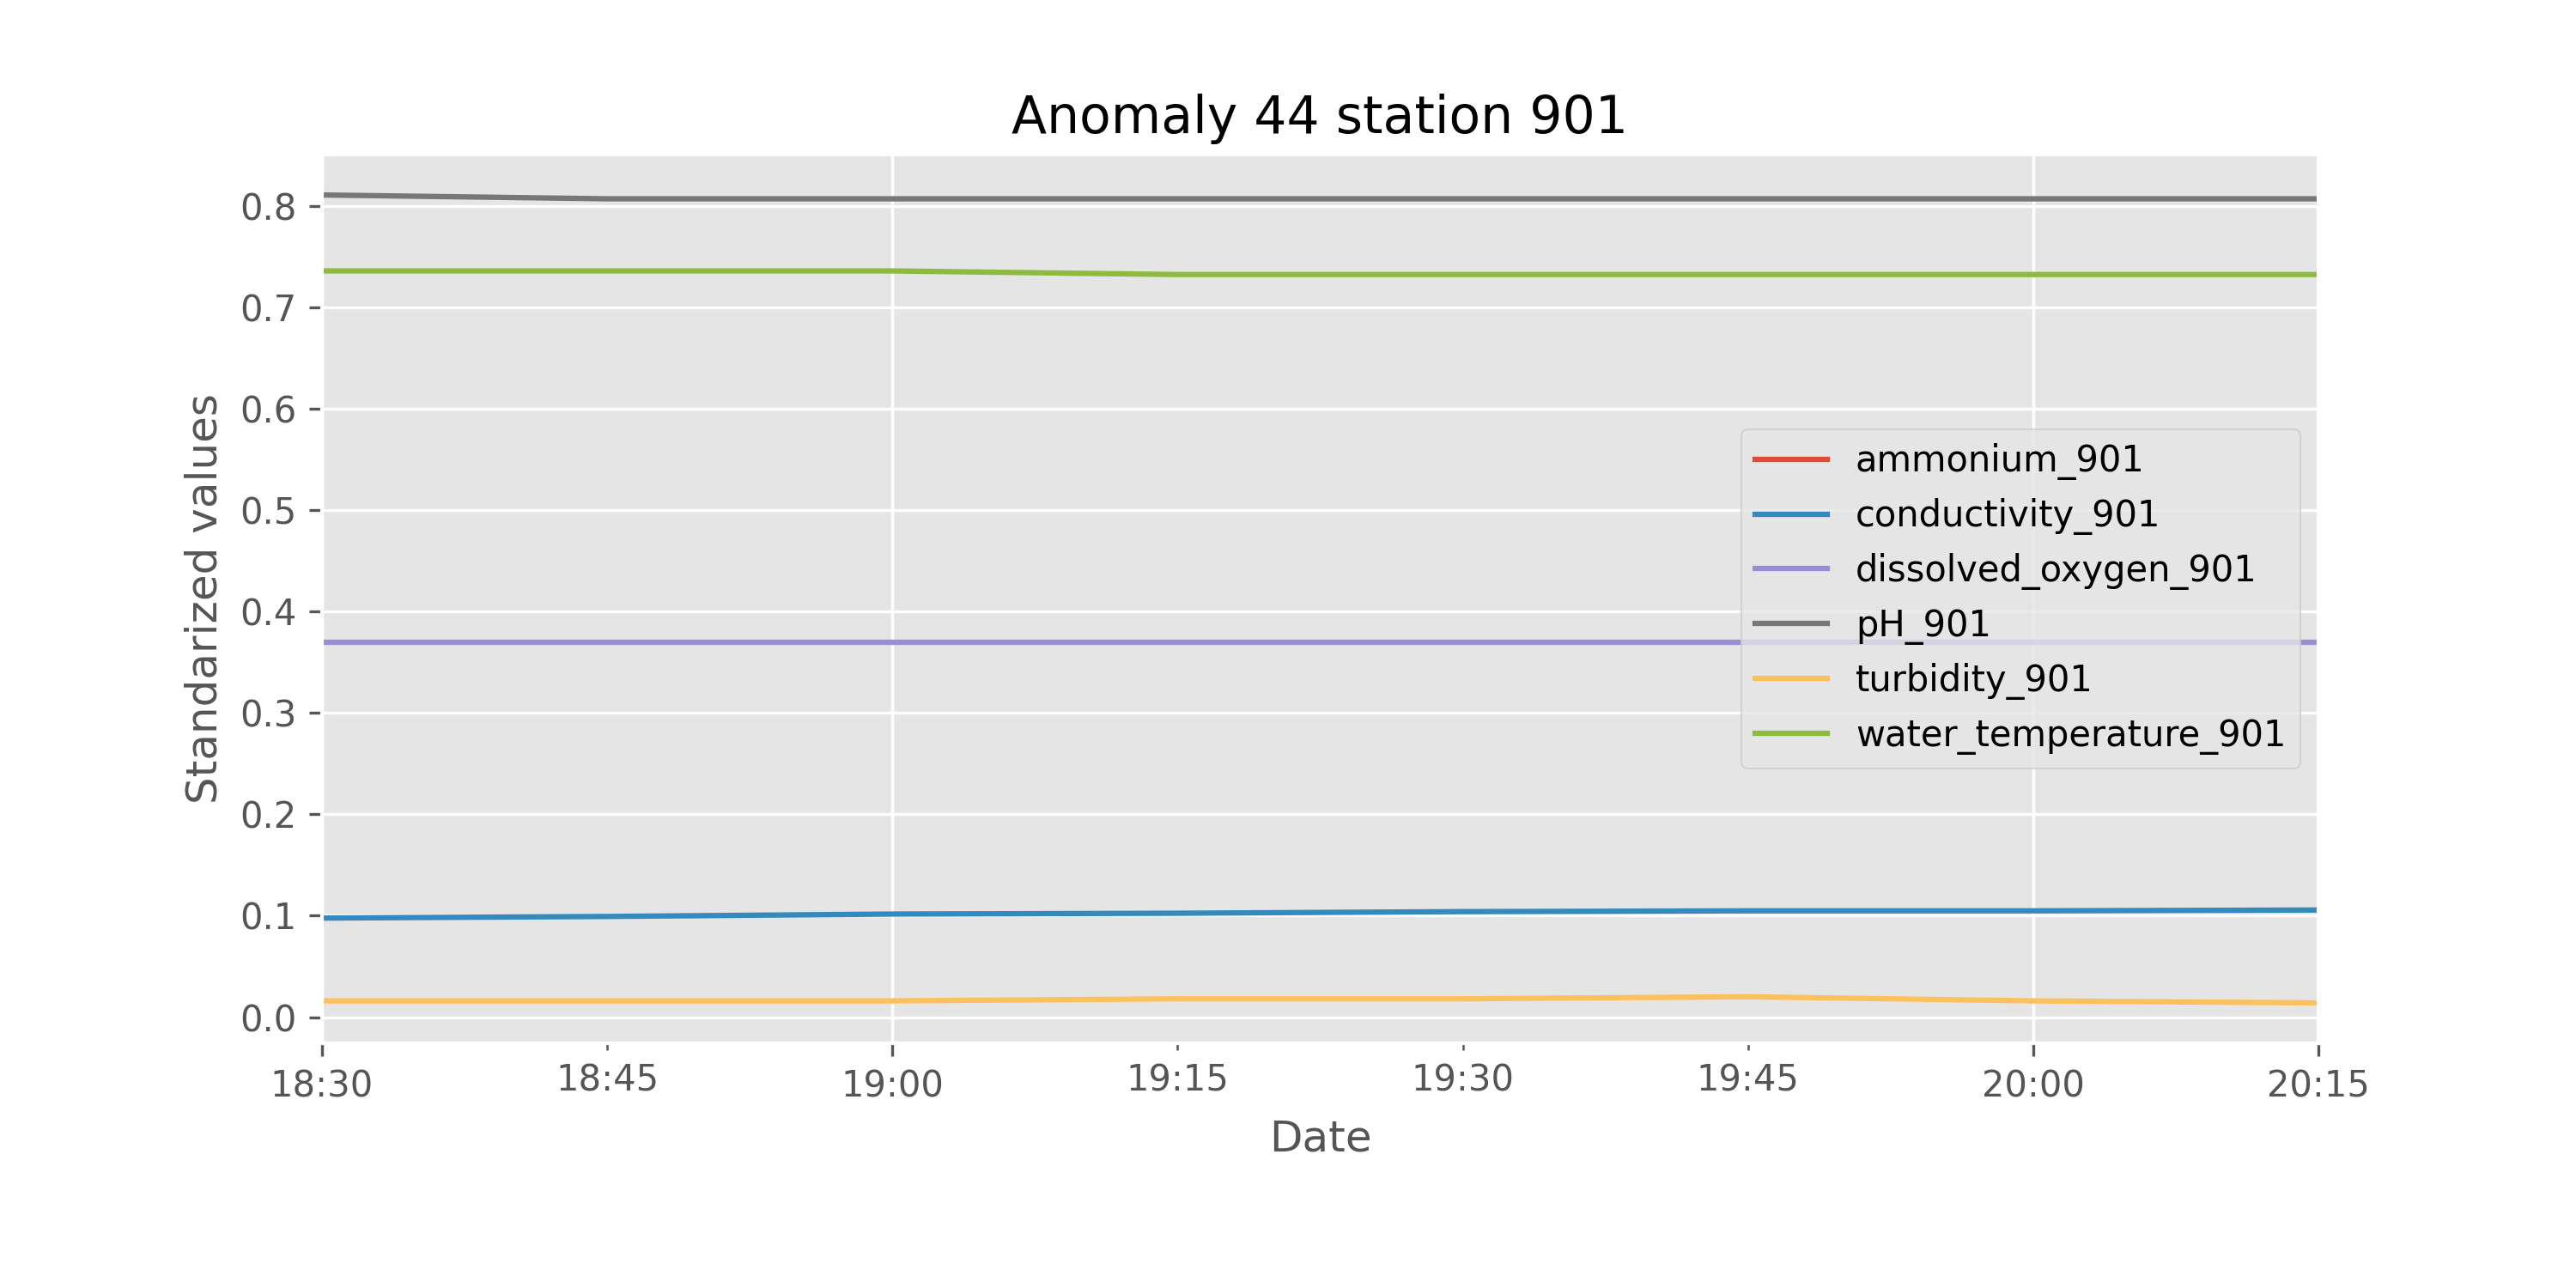 Anomaly 44 station 901
Standarized values
0.8
0.7
0.6
0.5
0.4
0.3
0.2
0.1
0.0
ammonium_901
conductivity_901
dissolved_oxygen_901
pH_901
turbidity_901
water_temperature_901
18:30 18:45 19:00 19:15 19:30 19:45 20:00 20:15
Date